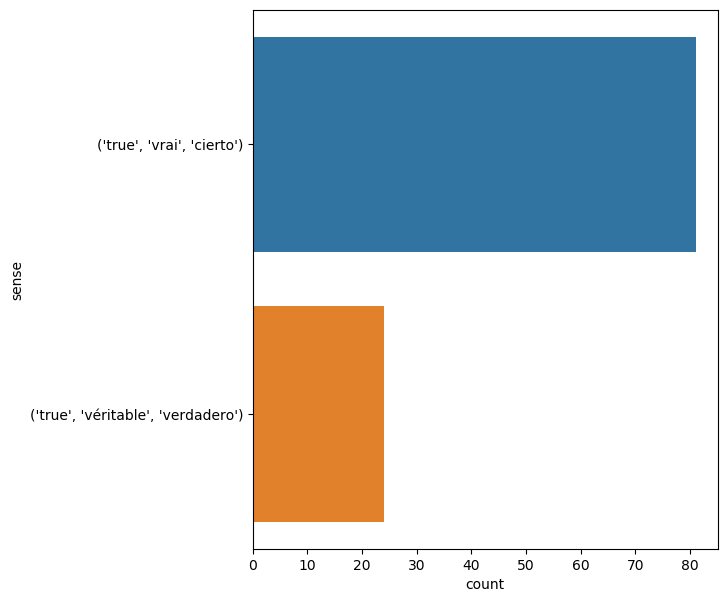 ('true', 'vrai', 'cierto')
('true', 'véritable', 'verdadero')
sense
0 10 20 30 40 50 60 70 80
count